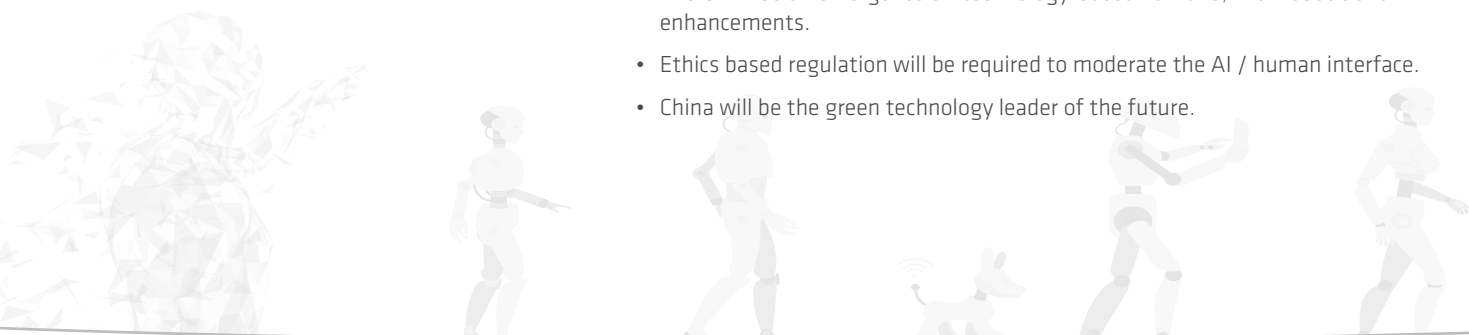 enhancements.
• Ethics based regulation will be required to moderate the AI / human interface.
• China will be the green technology leader of the future.